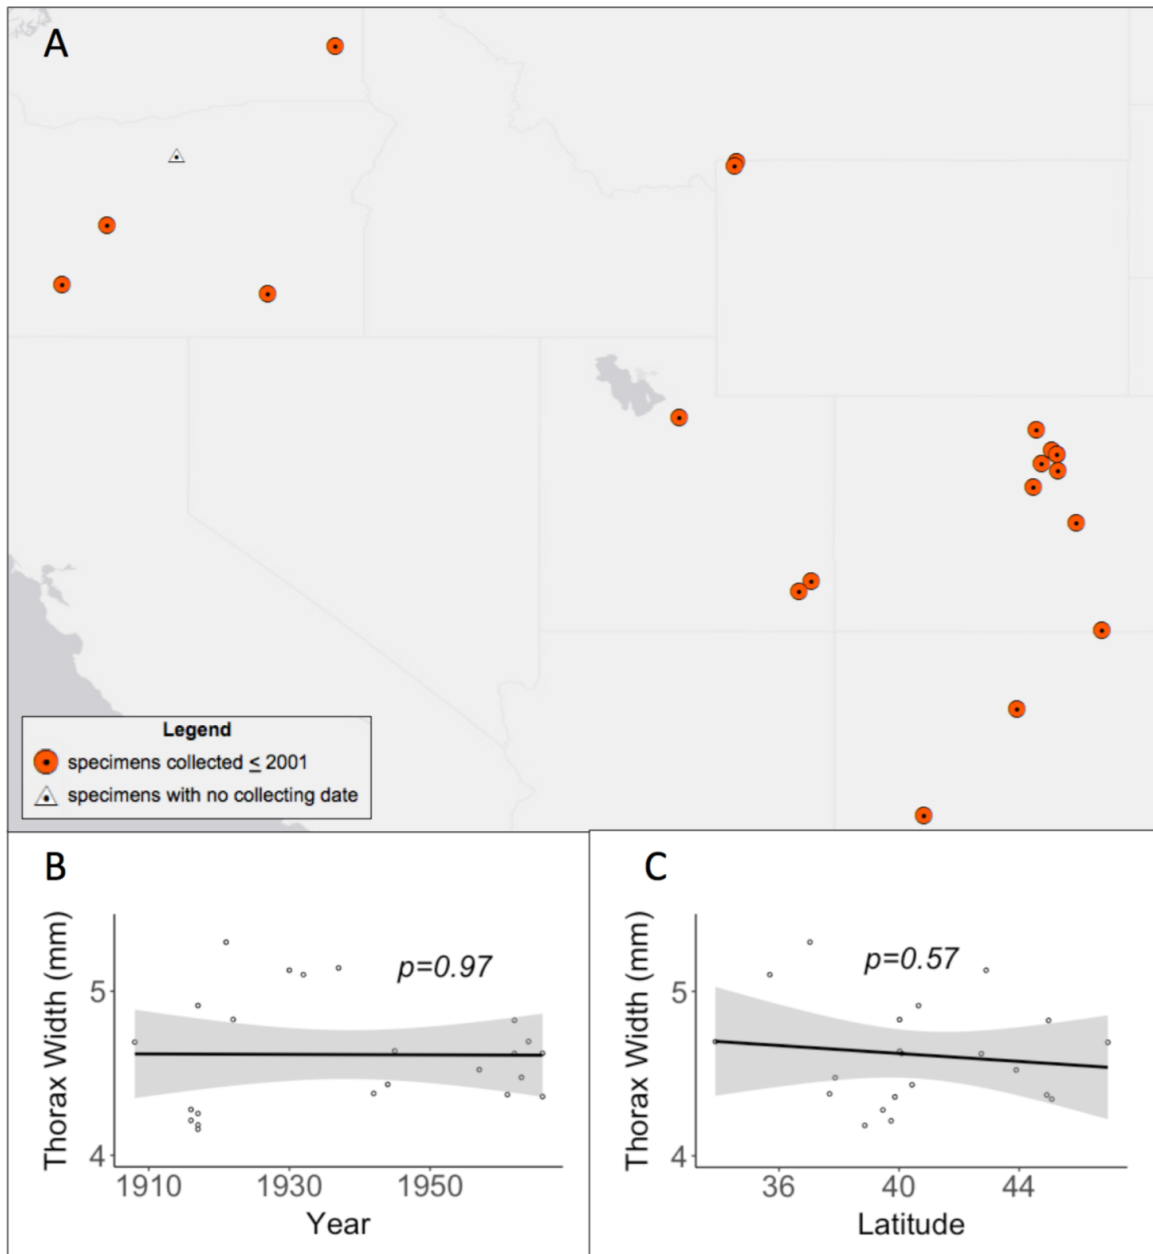 A
Legend
specimens collected ≤ 2001
specimens with no collecting date
B
Thorax Width (mm)
5
4
p=0.97
1910 1930 1950
Year
C
Thorax Width (mm)
5
4
p=0.57
36 40 44
Latitude